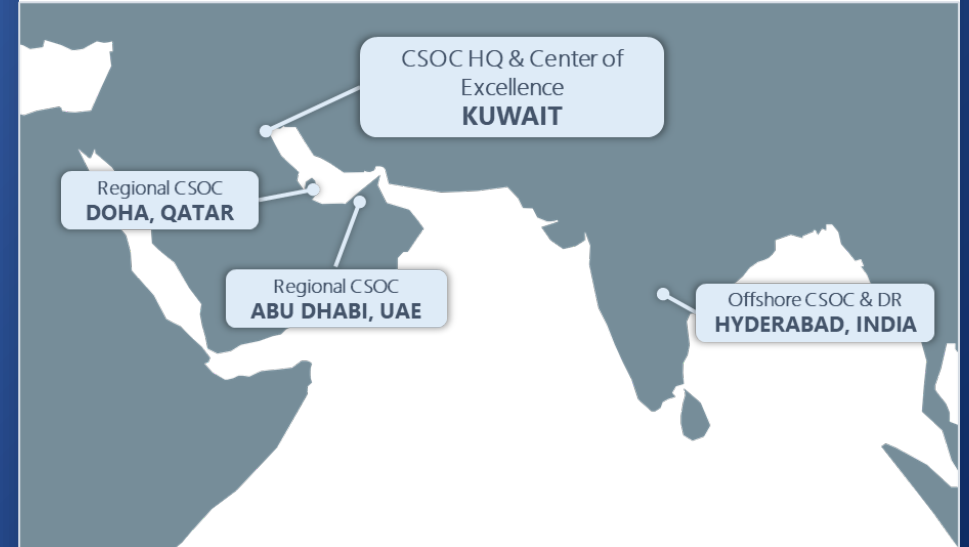 CSOC HQ & Center of
Excellence
KUWAIT
Regional CSOC
DOHA, QATAR
Regional CSOC
ABU DHABI, UAE
Offshore CSOC & DR
HYDERABAD, INDIA